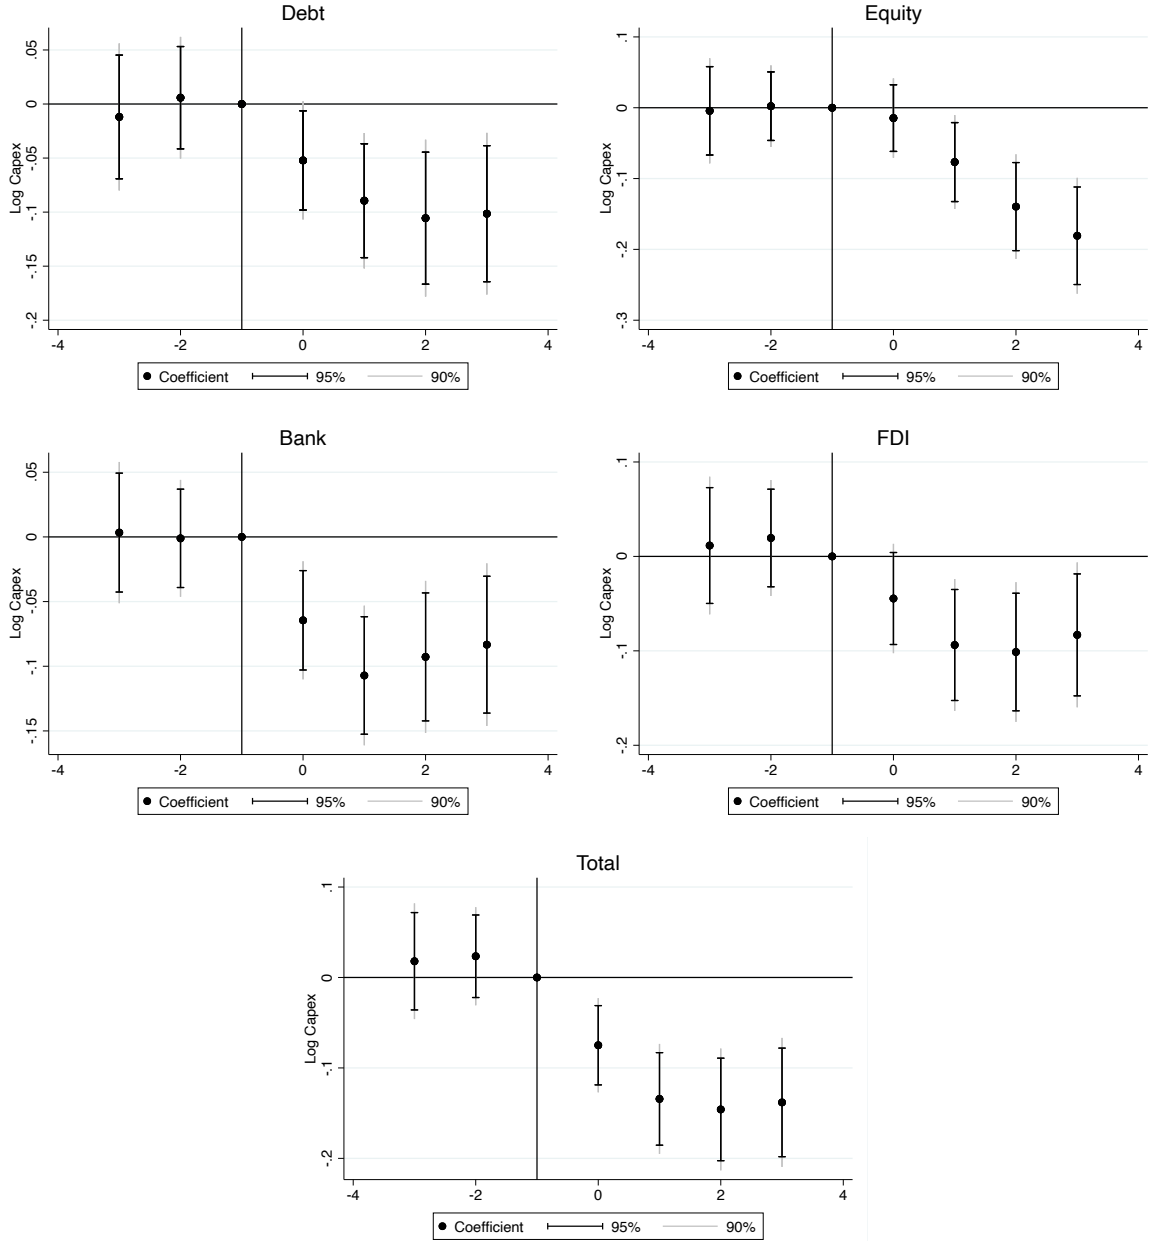 Debt
Log Capex
.05
0
-.05
-.1
-.15
-.2
-4 -2 0 2 4
Coefficient 95% 90%
Equity
Log Capex
.1
0
-.1
-.2
-.3
-4 -2 0 2 4
Coefficient 95% 90%
Bank
Log Capex
.05
0
-.05
-.1
-.15
-4 -2 0 2 4
Coefficient 95% 90%
FDI
Log Capex
.1
0
-.1
-.2
-4 -2 0 2 4
Coefficient 95% 90%
Total
Log Capex
.1
0
-.1
-.2
-4 -2 0 2 4
Coefficient 95% 90%